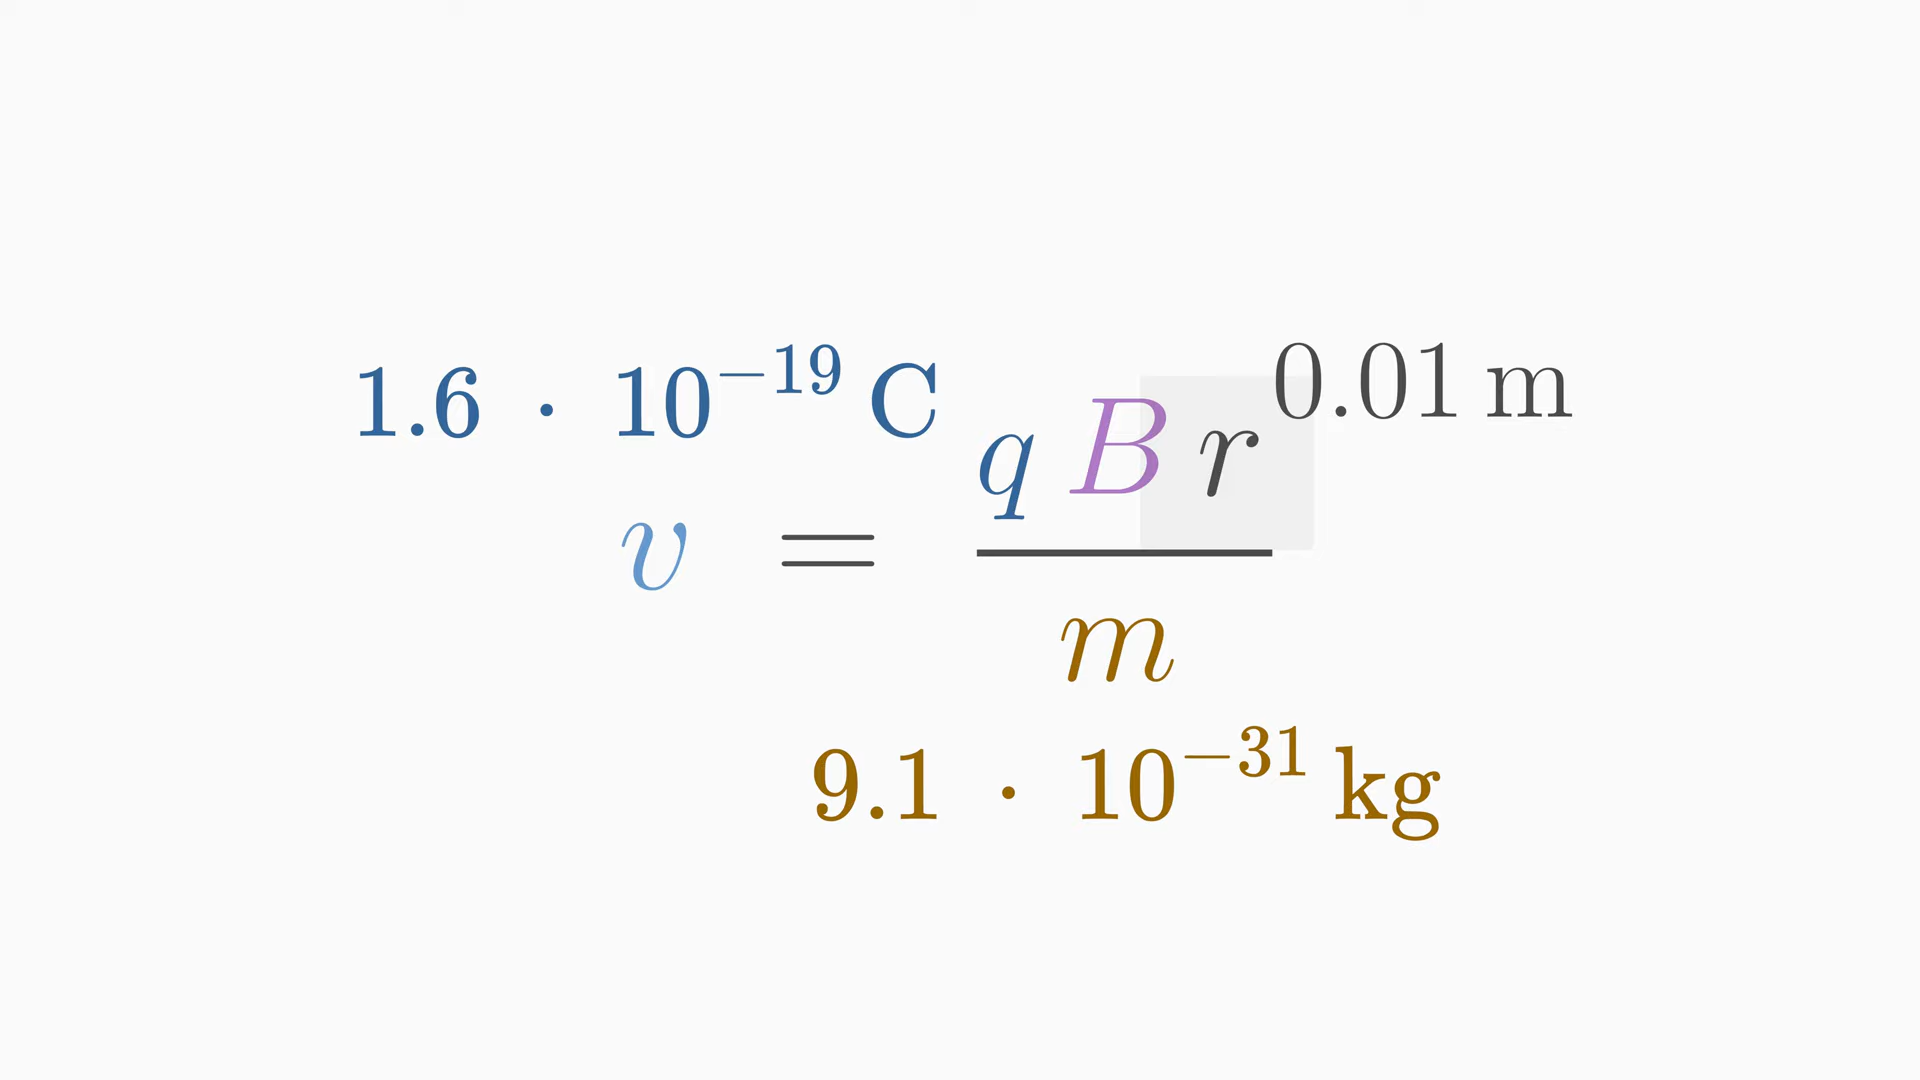 1.6 · 10⁻¹⁹ C
0.01 m
v = q B r / m
9.1 · 10⁻³¹ kg